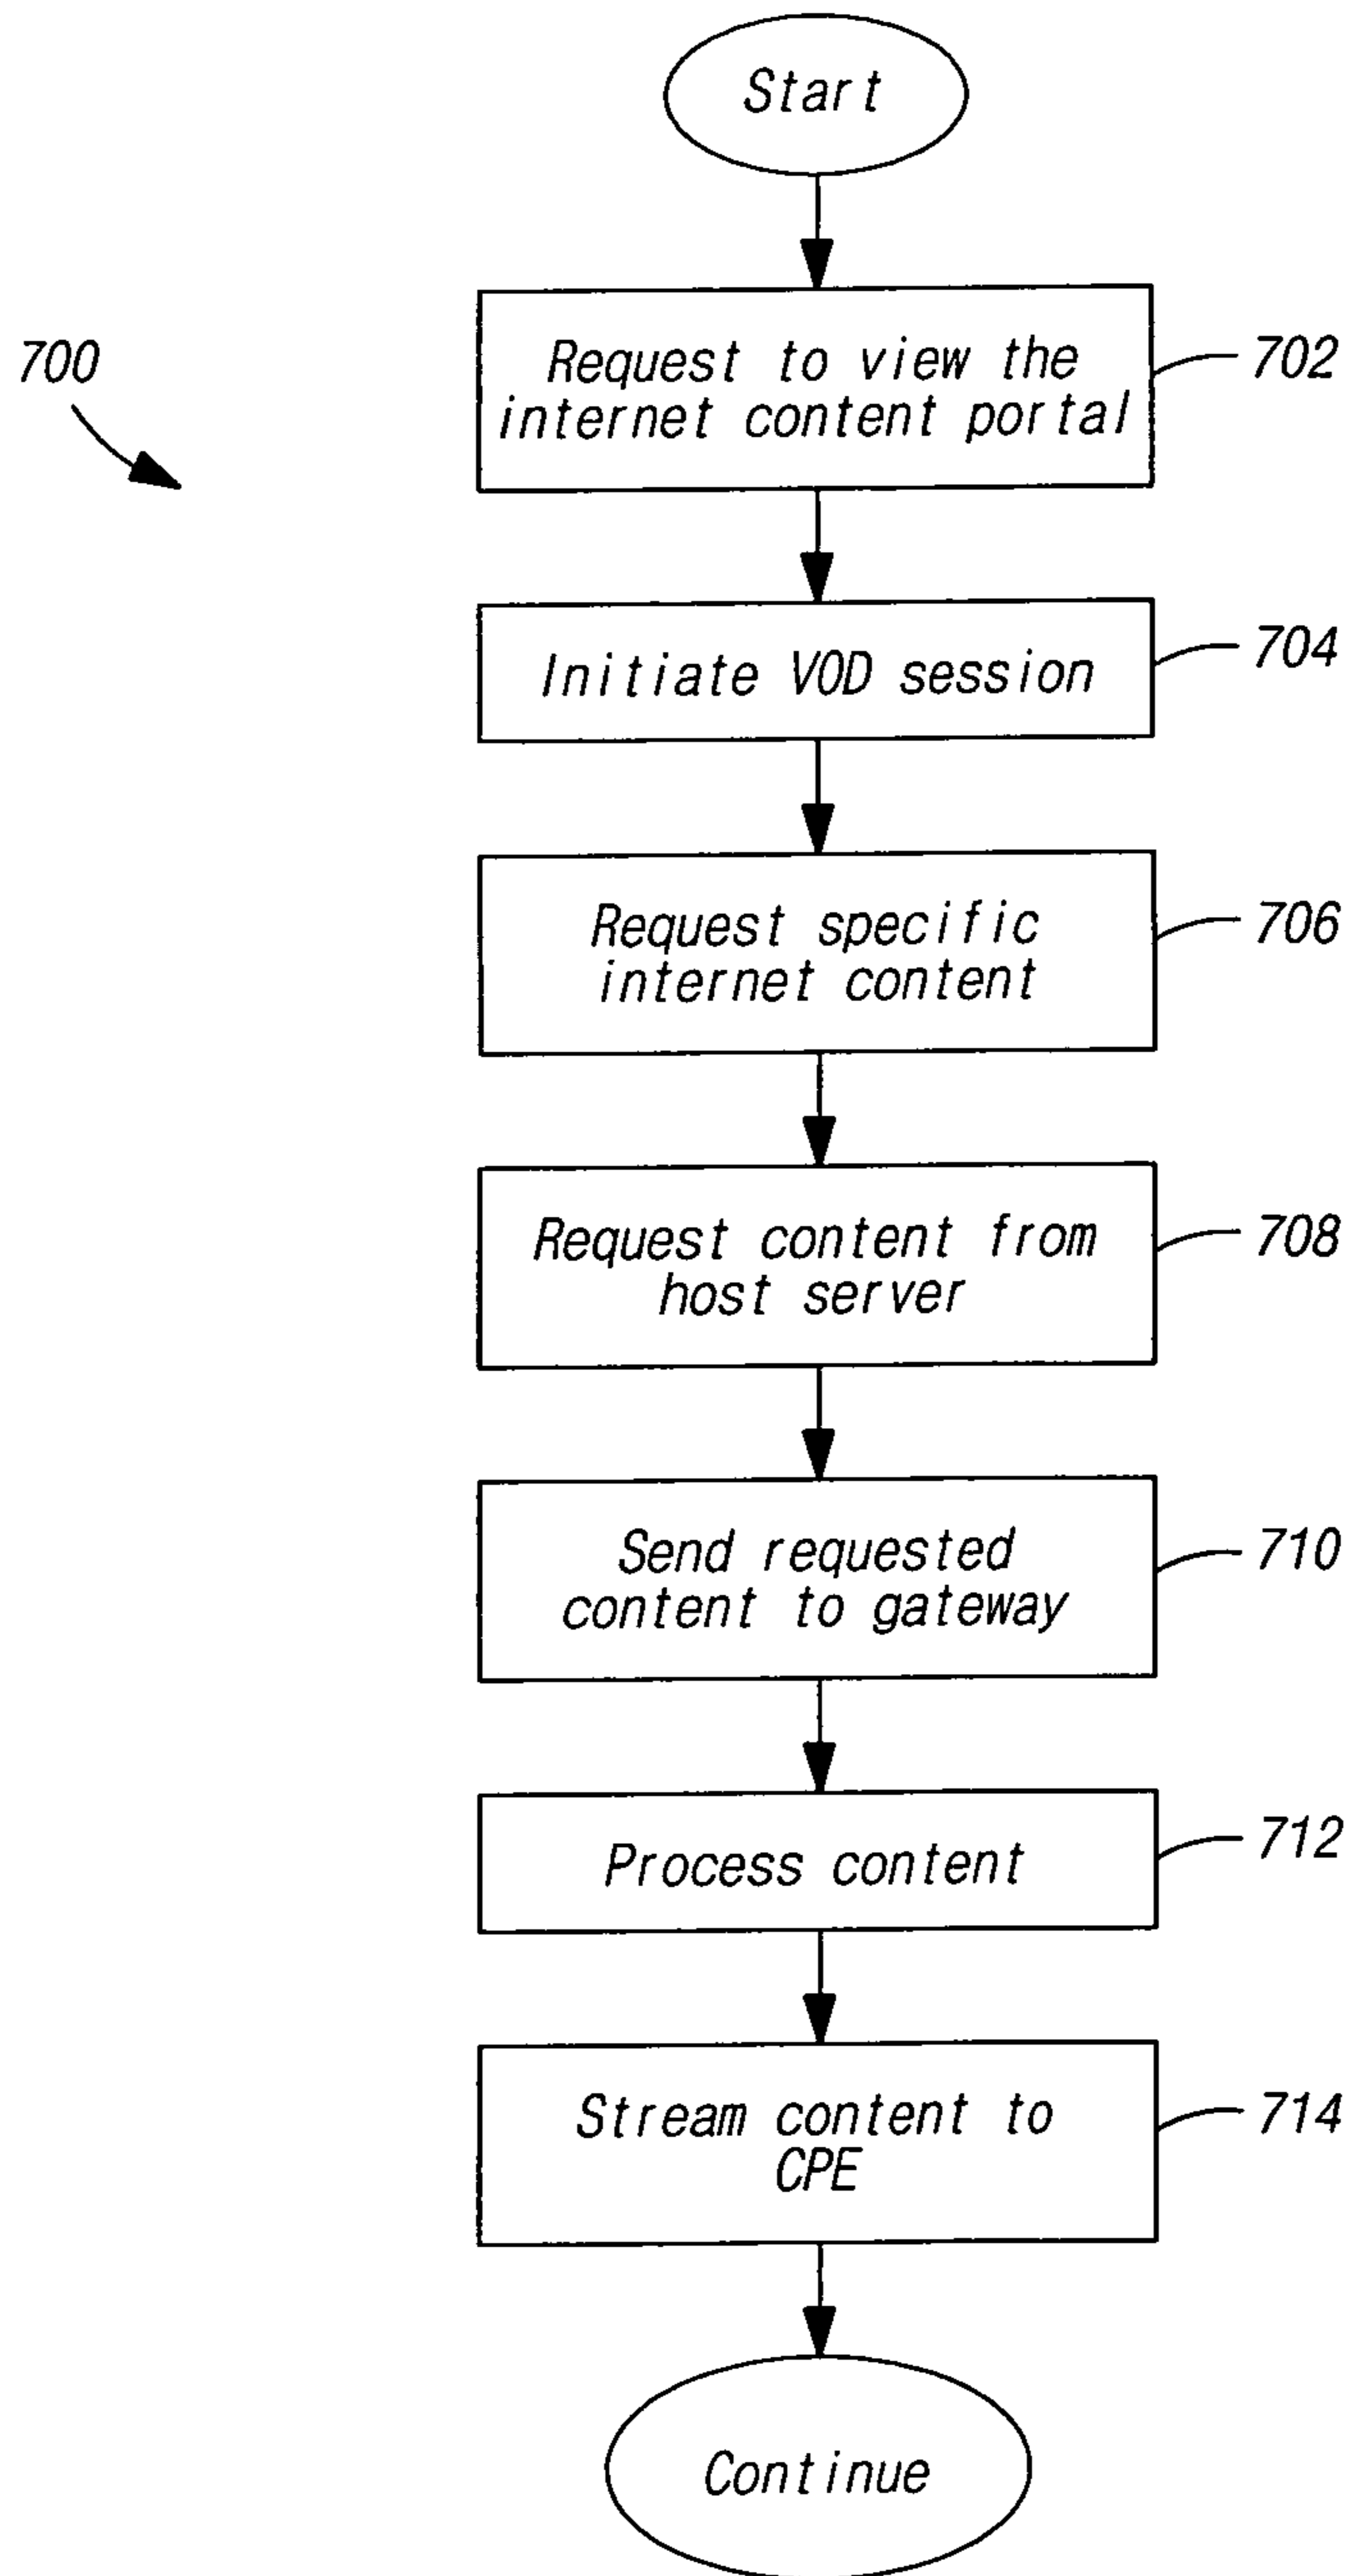 Start
700
Request to view the
internet content portal
702
Initiate VOD session
704
Request specific
internet content
706
Request content from
host server
708
Send requested
content to gateway
710
Process content
712
Stream content to
CPE
714
Continue